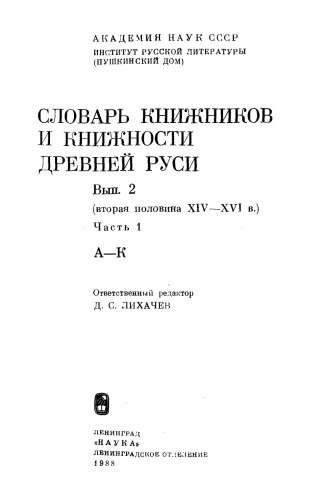 АКАДЕМИЯ НАУК СССР
ИНСТИТУТ РУССКОЙ ЛИТЕРАТУРЫ
(ПУШКИНСКИЙ ДОМ)
СЛОВАРЬ КНИЖНИКОВ
И КНИЖНОСТИ
ДРЕВНЕЙ РУСИ
Вып. 2
(вторая половина XIV—XVI в.)
Часть 1
А—К
Ответственный редактор
Д. С. ЛИХАЧЕВ
ЛЕНИНГРАД
«НАУКА»
ЛЕНИНГРАДСКОЕ ОТДЕЛЕНИЕ
1988